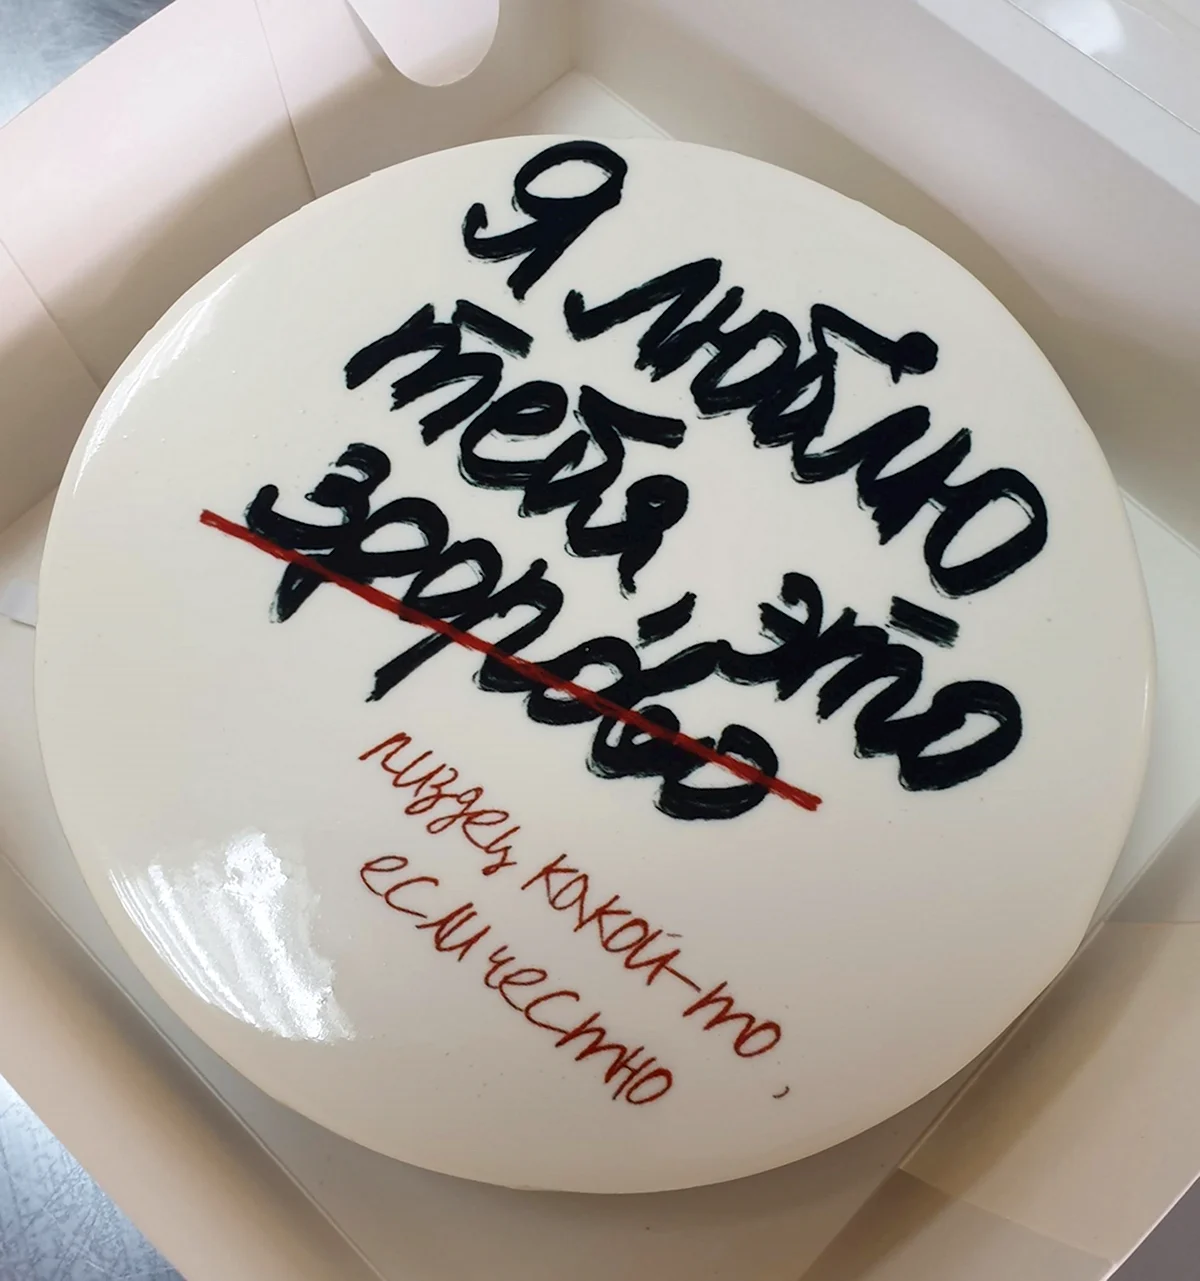 Я люблю
тебя, это
здорово
пиздец какой-то,
если честно